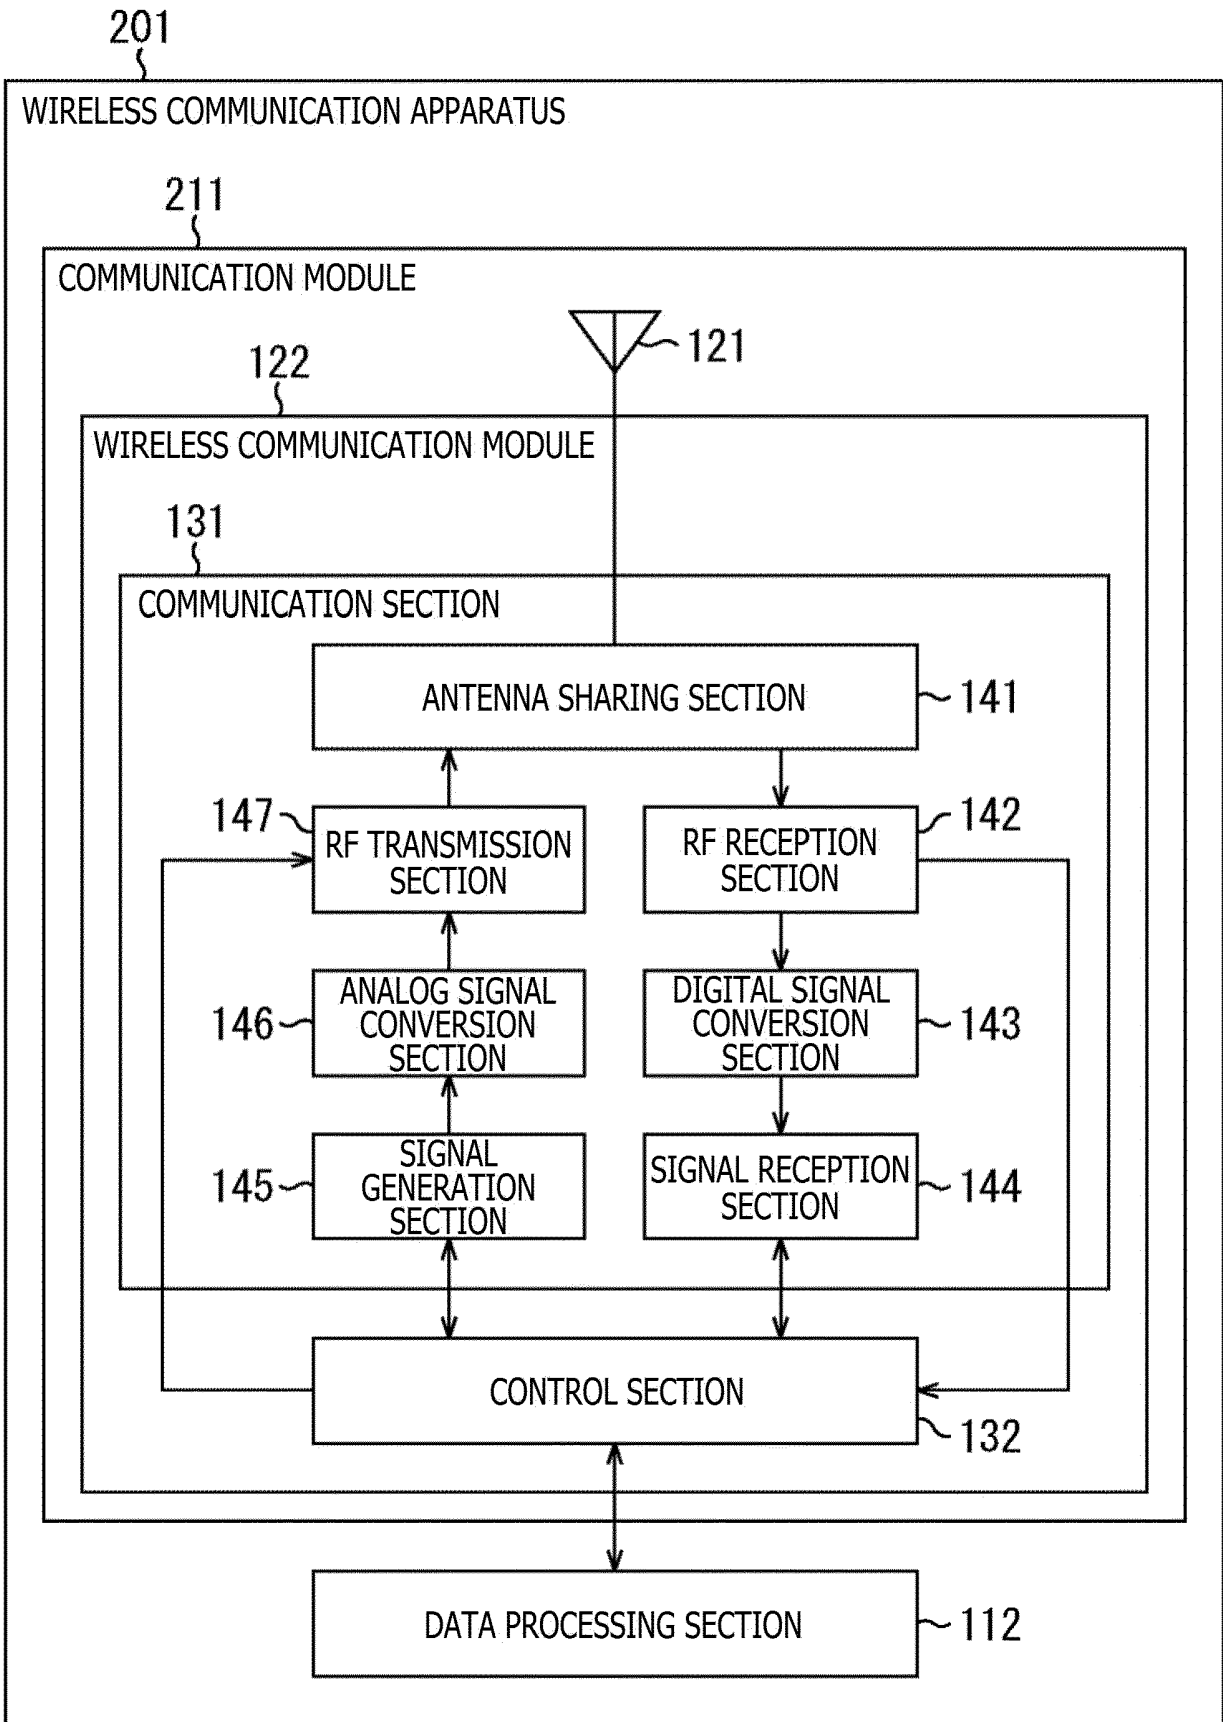 201
WIRELESS COMMUNICATION APPARATUS
211
COMMUNICATION MODULE
121
122
WIRELESS COMMUNICATION MODULE
131
COMMUNICATION SECTION
ANTENNA SHARING SECTION
141
147
RF TRANSMISSION
SECTION
RF RECEPTION
SECTION
142
146
ANALOG SIGNAL
CONVERSION
SECTION
DIGITAL SIGNAL
CONVERSION
SECTION
143
145
SIGNAL
GENERATION
SECTION
SIGNAL RECEPTION
SECTION
144
CONTROL SECTION
132
DATA PROCESSING SECTION
112